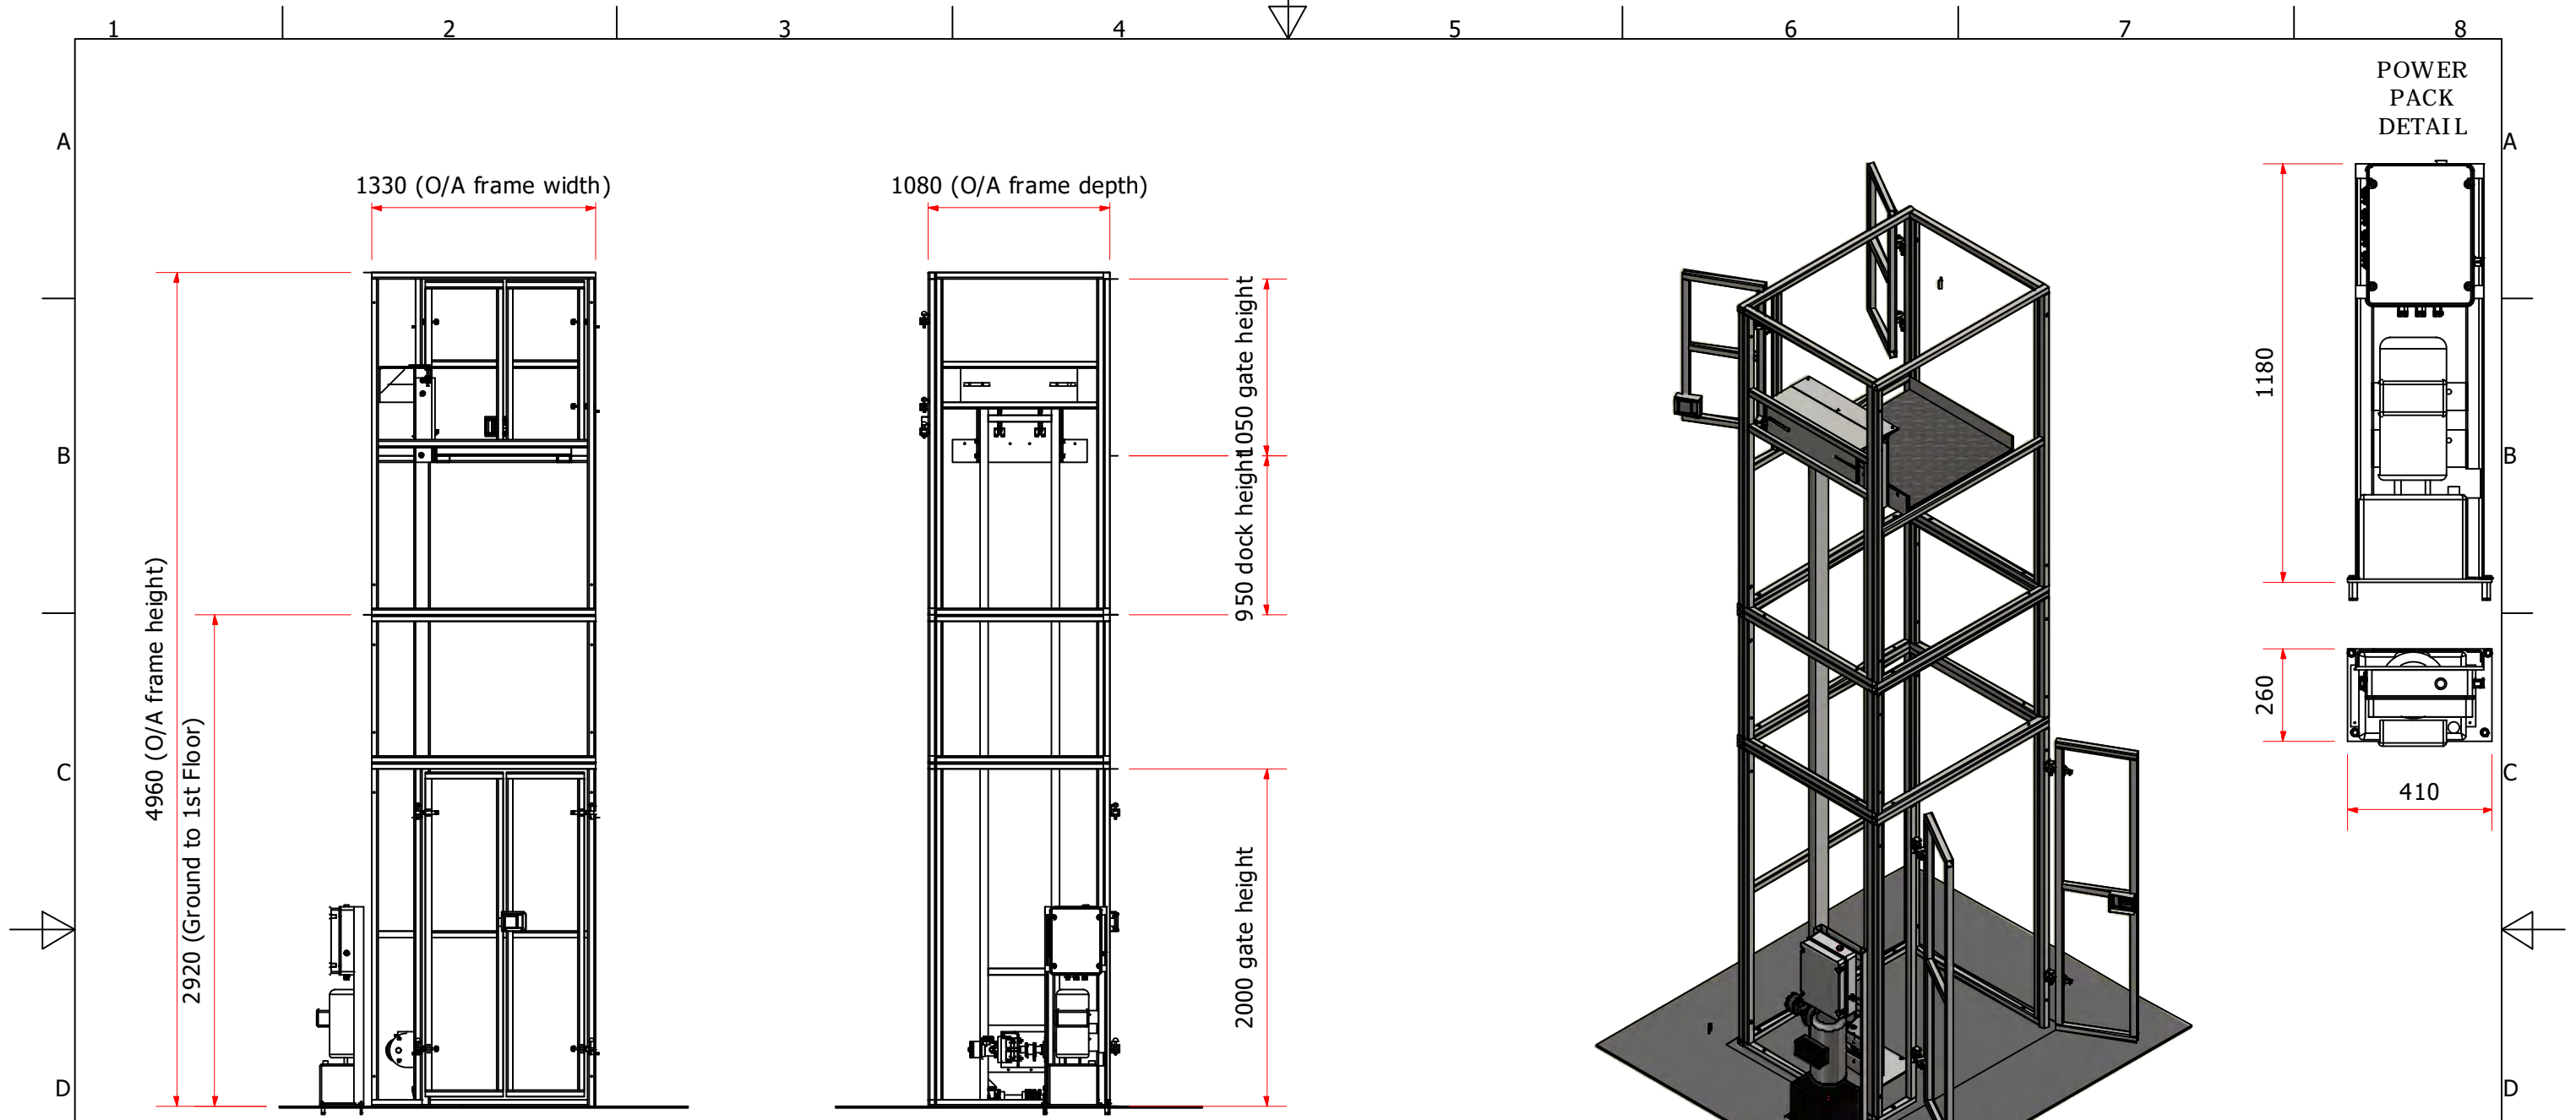 1 2 3 4 5 6 7 8
POWER
PACK
DETAIL
A A
1330 (O/A frame width)
1080 (O/A frame depth)
1050 gate height
1180
B B
950 dock height
4960 (O/A frame height)
2920 (Ground to 1st Floor)
260
C C
410
2000 gate height
D D